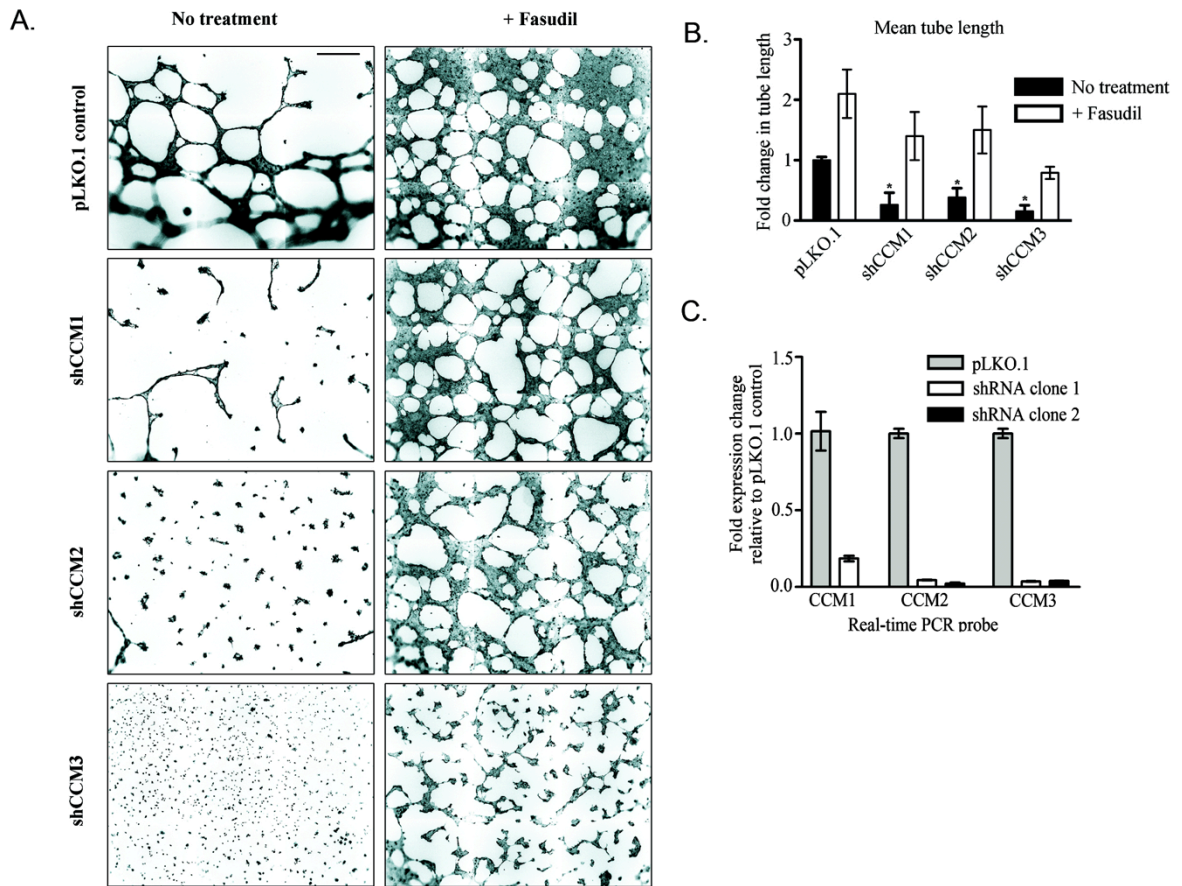 A.
No treatment
+ Fasudil
pLKO.1 control
shCCM1
shCCM2
shCCM3
B.
Mean tube length
Fold change in tube length
3
2
1
0
No treatment
+ Fasudil
* * *
pLKO.1 shCCM1 shCCM2 shCCM3
C.
Fold expression change
relative to pLKO.1 control
1.5
1.0
0.5
0.0
pLKO.1
shRNA clone 1
shRNA clone 2
CCM1 CCM2 CCM3
Real-time PCR probe